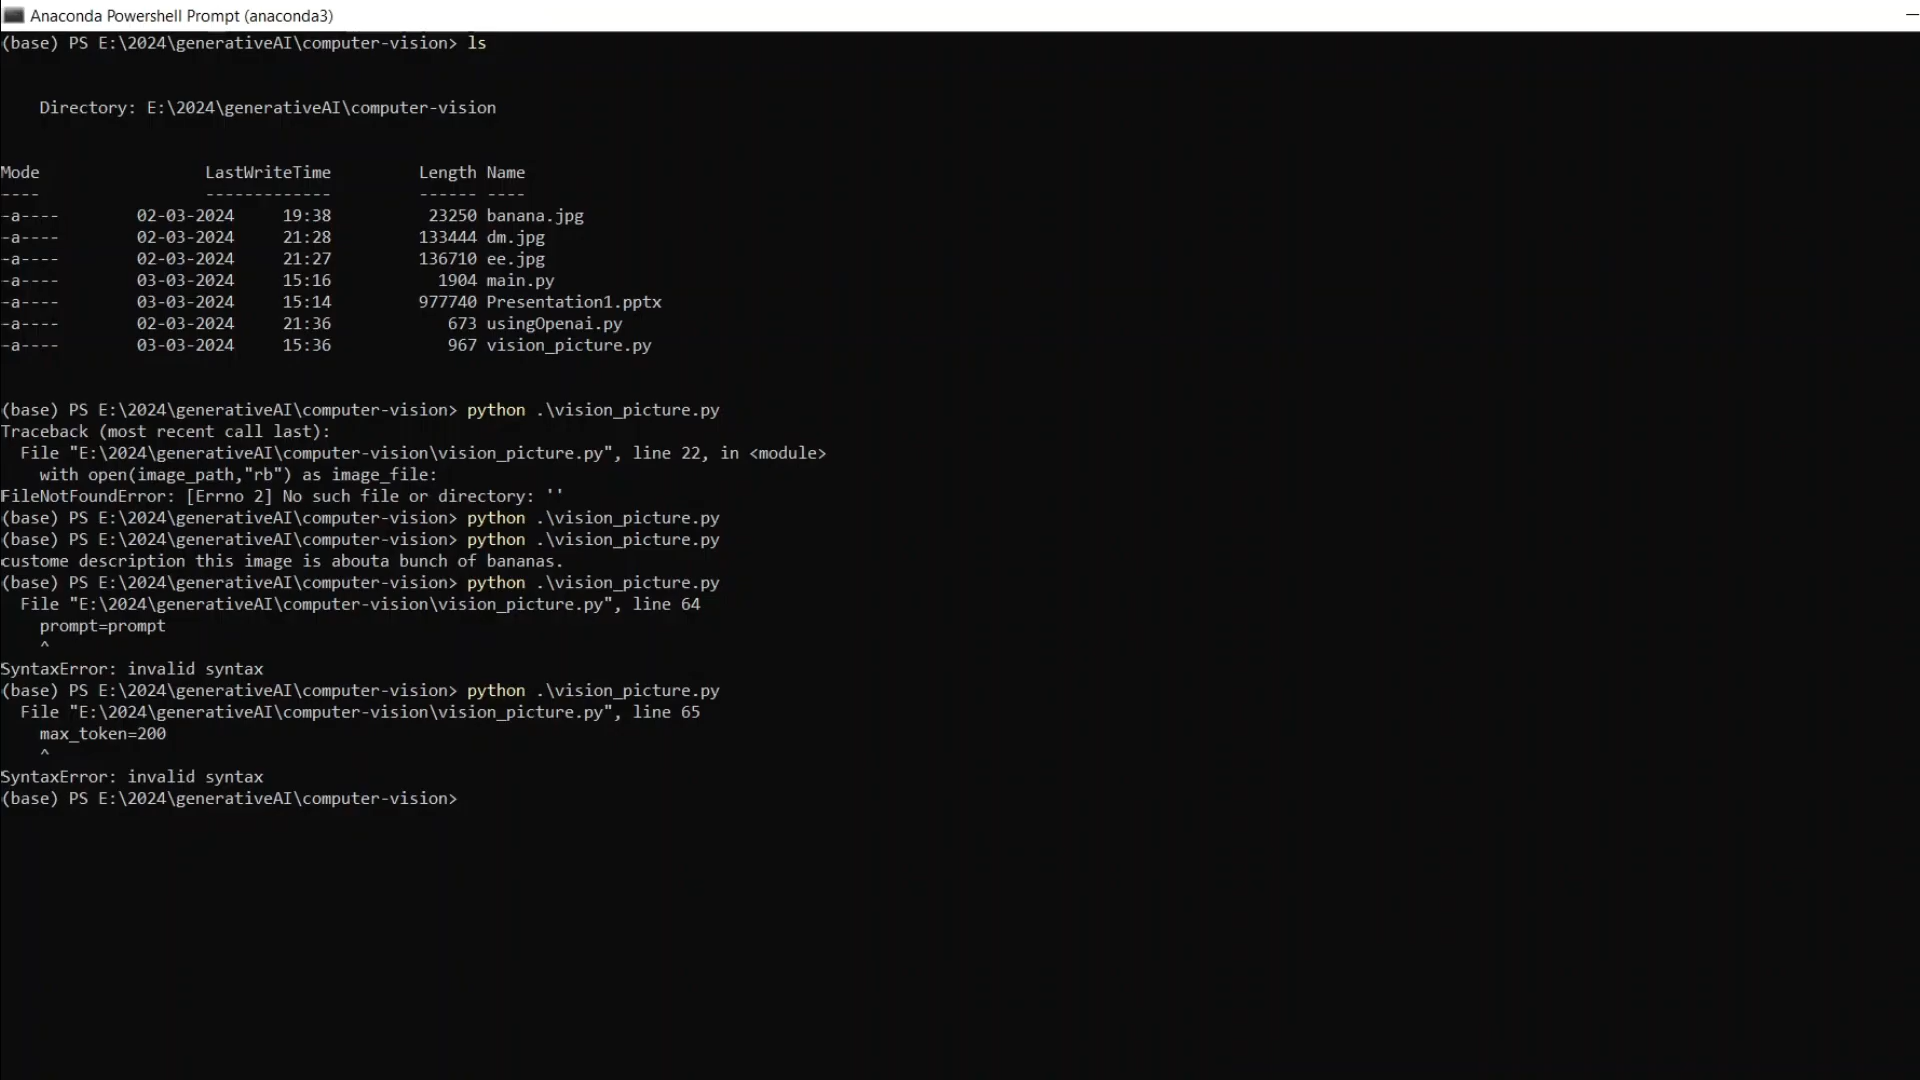 Anaconda Powershell Prompt (anaconda3)
(base) PS E:\2024\generativeAI\computer-vision> ls
Directory: E:\2024\generativeAI\computer-vision
Mode                 LastWriteTime         Length Name
----                 -------------         ------ ----
-a----        02-03-2024     19:38          23250 banana.jpg
-a----        02-03-2024     21:28         133444 dm.jpg
-a----        02-03-2024     21:27         136710 ee.jpg
-a----        03-03-2024     15:16           1904 main.py
-a----        03-03-2024     15:14         977740 Presentation1.pptx
-a----        02-03-2024     21:36            673 usingOpenai.py
-a----        03-03-2024     15:36            967 vision_picture.py
(base) PS E:\2024\generativeAI\computer-vision> python .\vision_picture.py
Traceback (most recent call last):
  File "E:\2024\generativeAI\computer-vision\vision_picture.py", line 22, in <module>
    with open(image_path,"rb") as image_file:
FileNotFoundError: [Errno 2] No such file or directory: ''
(base) PS E:\2024\generativeAI\computer-vision> python .\vision_picture.py
(base) PS E:\2024\generativeAI\computer-vision> python .\vision_picture.py
custome description this image is abouta bunch of bananas.
(base) PS E:\2024\generativeAI\computer-vision> python .\vision_picture.py
  File "E:\2024\generativeAI\computer-vision\vision_picture.py", line 64
    prompt=prompt
    ^
SyntaxError: invalid syntax
(base) PS E:\2024\generativeAI\computer-vision> python .\vision_picture.py
  File "E:\2024\generativeAI\computer-vision\vision_picture.py", line 65
    max_token=200
    ^
SyntaxError: invalid syntax
(base) PS E:\2024\generativeAI\computer-vision>